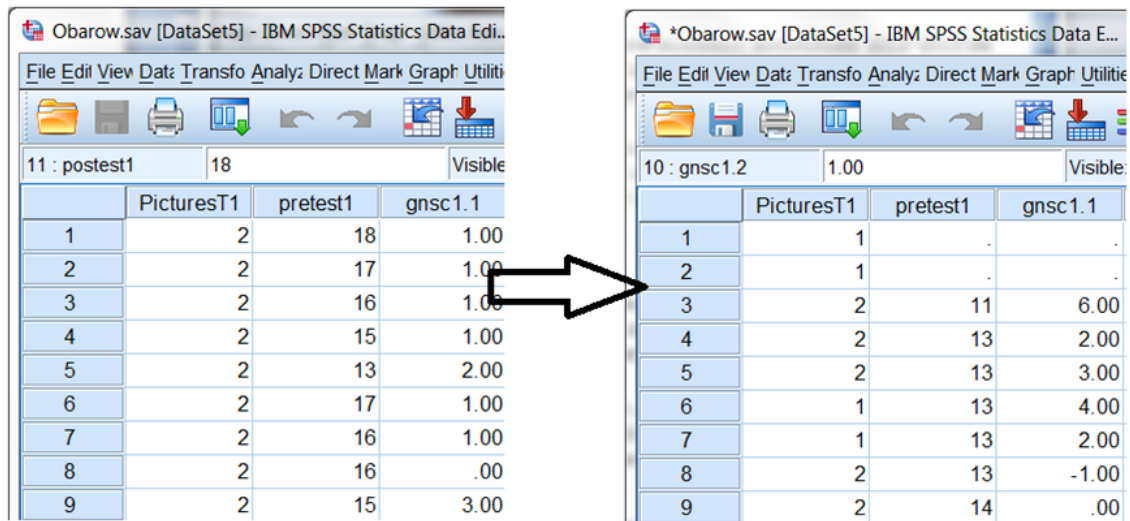 Obarow.sav [DataSet5] - IBM SPSS Statistics Data Edi..
File Edit View Data Transfo Analyz Direct Mark Graph Utiliti
11 : postest1 18 Visible
PicturesT1 pretest1 gnsc1.1
1 2 18 1.00
2 2 17 1.00
3 2 16 1.00
4 2 15 1.00
5 2 13 2.00
6 2 17 1.00
7 2 16 1.00
8 2 16 .00
9 2 15 3.00
*Obarow.sav [DataSet5] - IBM SPSS Statistics Data E...
File Edit View Data Transfo Analyz Direct Mark Graph Utilitie
10 : gnsc1.2 1.00 Visible:
PicturesT1 pretest1 gnsc1.1
1 1 . .
2 1 . .
3 2 11 6.00
4 2 13 2.00
5 2 13 3.00
6 1 13 4.00
7 1 13 2.00
8 2 13 -1.00
9 2 14 .00